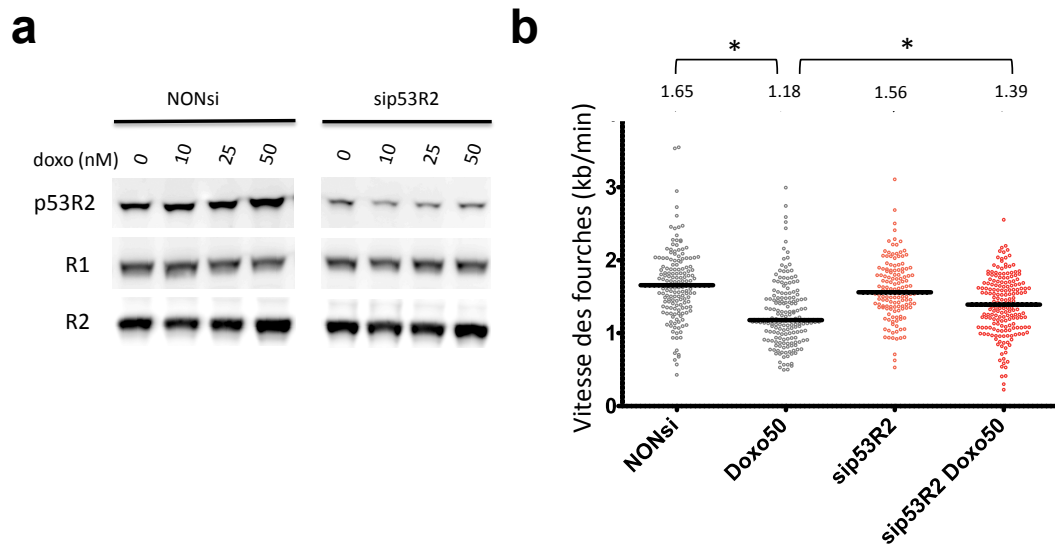 a
NONsi sip53R2
doxo (nM) 0 10 25 50 0 10 25 50
p53R2
R1
R2
b
* *
1.65 1.18 1.56 1.39
Vitesse des fourches (kb/min)
3
2
1
0
NONsi Doxo50 sip53R2 sip53R2 Doxo50